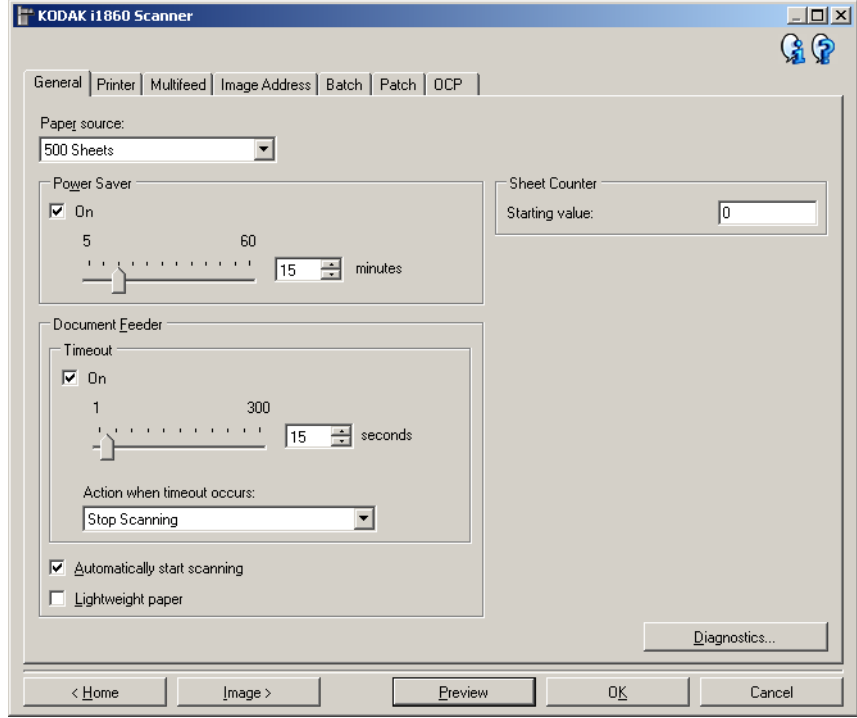 KODAK i1860 Scanner
General Printer Multifeed Image Address Batch Patch OCP
Paper source:
500 Sheets
Power Saver
On
5 60
15 minutes
Sheet Counter
Starting value: 0
Document Feeder
Timeout
On
1 300
15 seconds
Action when timeout occurs:
Stop Scanning
Automatically start scanning
Lightweight paper
Diagnostics...
< Home Image > Preview OK Cancel